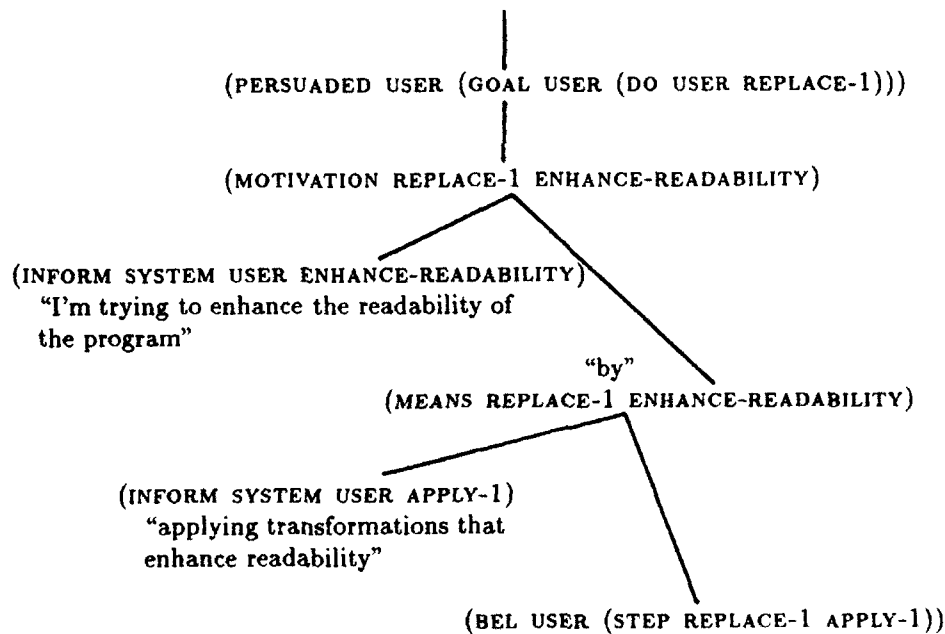 (PERSUADED USER (GOAL USER (DO USER REPLACE-1)))
(MOTIVATION REPLACE-1 ENHANCE-READABILITY)
(INFORM SYSTEM USER ENHANCE-READABILITY)
“I'm trying to enhance the readability of
the program”
“by”
(MEANS REPLACE-1 ENHANCE-READABILITY)
(INFORM SYSTEM USER APPLY-1)
“applying transformations that
enhance readability”
(BEL USER (STEP REPLACE-1 APPLY-1))